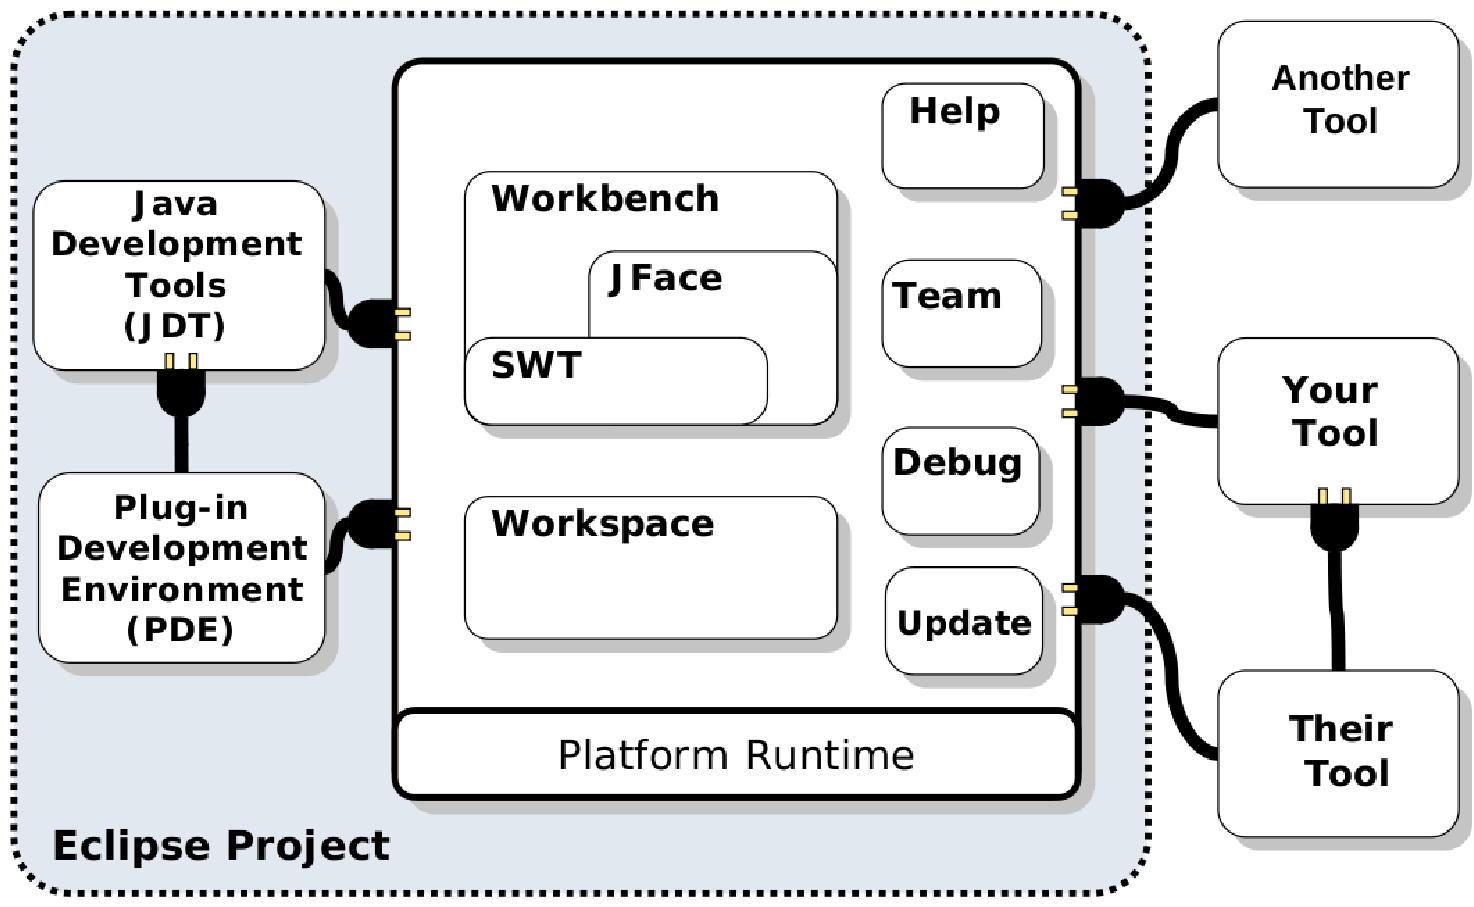 Java
Development
Tools
(JDT)
Plug-in
Development
Environment
(PDE)
Eclipse Project
Workbench
JFace
SWT
Workspace
Help
Team
Debug
Update
Platform Runtime
Another
Tool
Your
Tool
Their
Tool